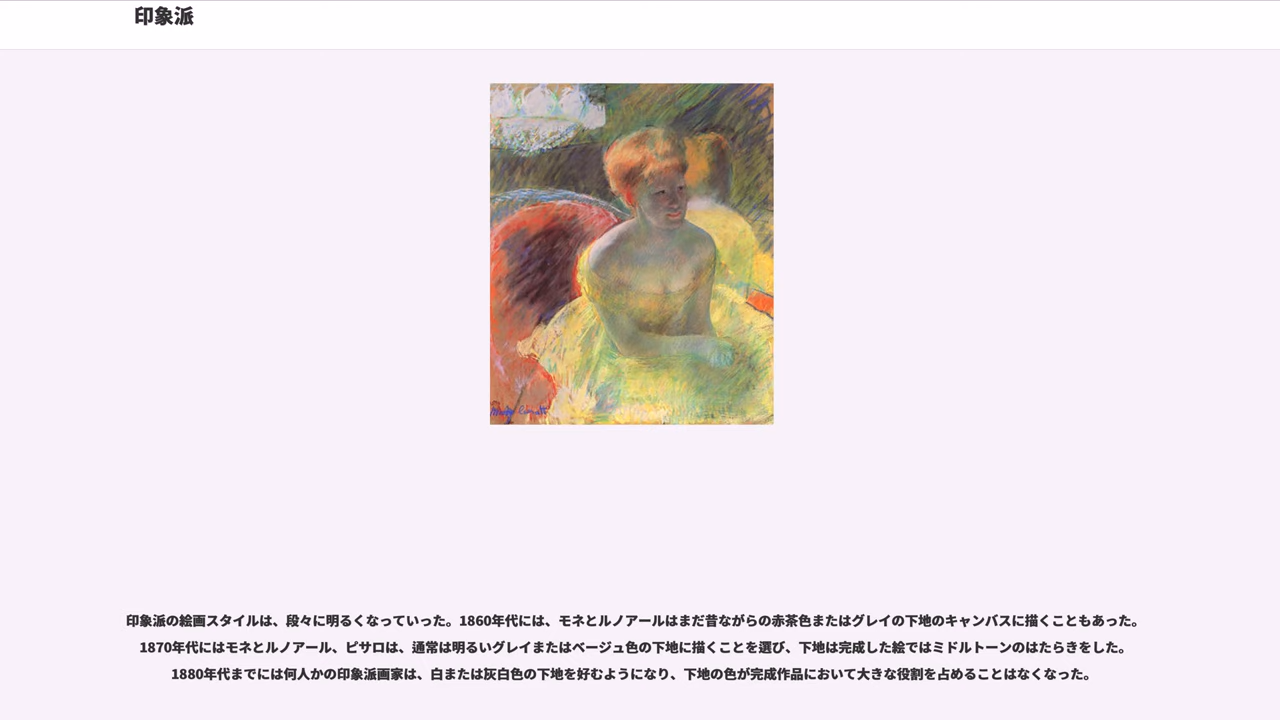 印象派
Mary Cassatt
印象派の絵画スタイルは、段々に明るくなっていった。1860年代には、モネとルノアールはまだ昔ながらの赤茶色またはグレイの下地のキャンバスに描くこともあった。
1870年代にはモネとルノアール、ピサロは、通常は明るいグレイまたはベージュ色の下地に描くことを選び、下地は完成した絵ではミドルトーンのはたらきをした。
1880年代までには何人かの印象派画家は、白または灰白色の下地を好むようになり、下地の色が完成作品において大きな役割を占めることはなくなった。